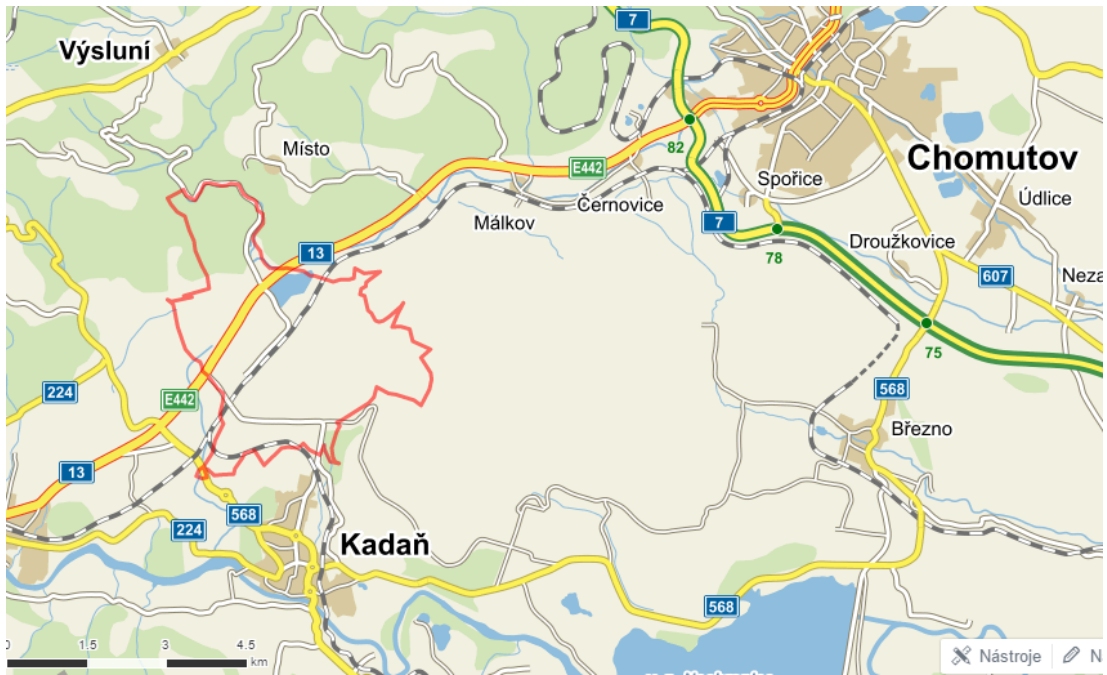 7
Výsluní
82
Chomutov
Místo
E442
Spořice
Údlice
Černovice
Málkov
7
Droužkovice
13
78
607
Neza
75
224
568
E442
Březno
13
568
224
Kadaň
568
0 1.5 3 4.5
km
Nástroje
N